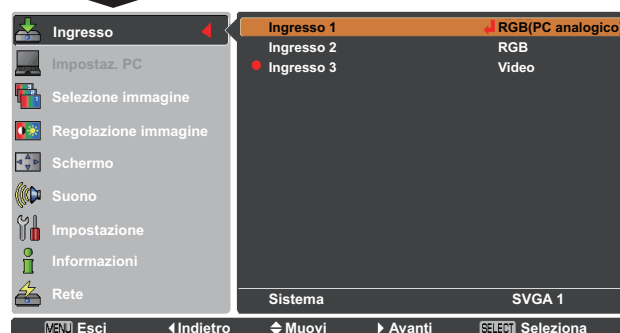 Ingresso
Impostaz. PC
Selezione immagine
Regolazione immagine
Schermo
Suono
Impostazione
Informazioni
Rete
Ingresso 1 RGB(PC analogico
Ingresso 2 RGB
Ingresso 3 Video
Sistema SVGA 1
MENU Esci Indietro Muovi Avanti SELECT Seleziona